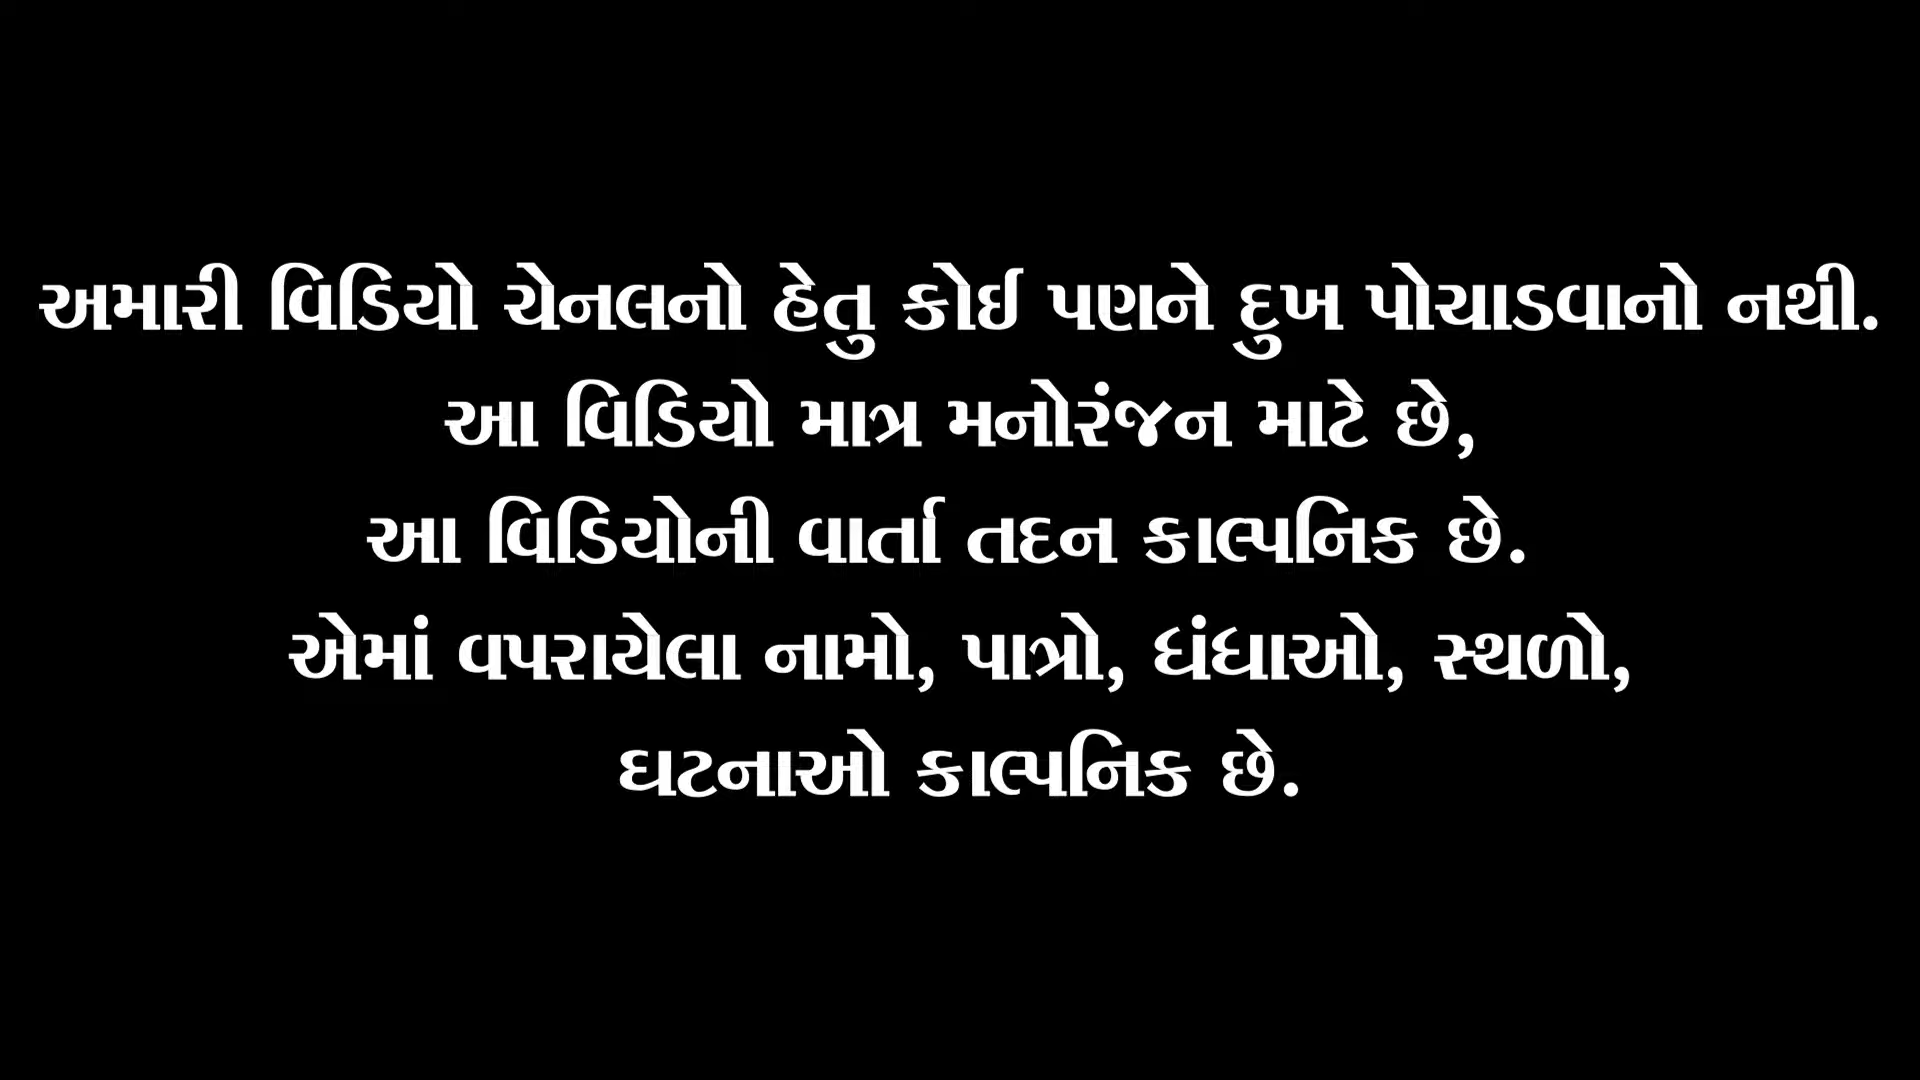 અમારી વિડિયો ચેનલનો હેતુ કોઈ પણને દુખ પોચાડવાનો નથી.
આ વિડિયો માત્ર મનોરંજન માટે છે,
આ વિડિયોની વાર્તા તદન કાલ્પનિક છે.
એમાં વપરાયેલા નામો, પાત્રો, ધંધાઓ, સ્થળો,
ઘટનાઓ કાલ્પનિક છે.